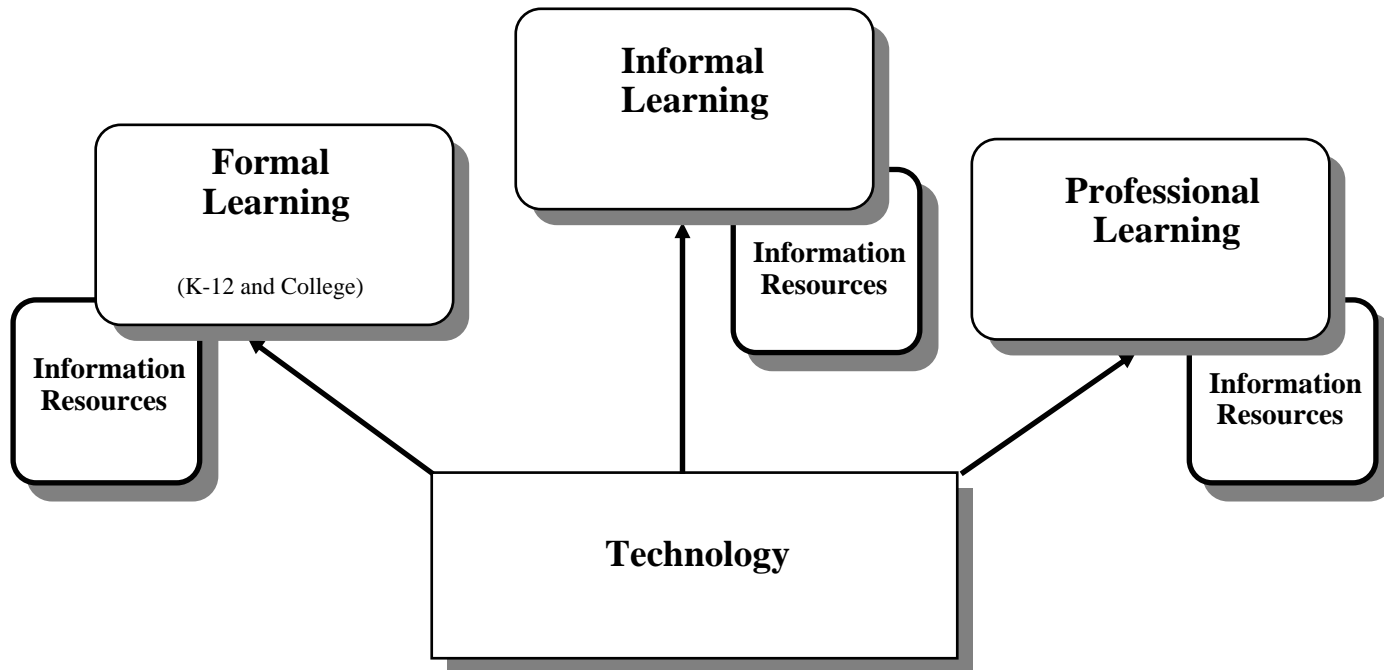 Informal
Learning
Formal
Learning
(K-12 and College)
Professional
Learning
Information
Resources
Information
Resources
Information
Resources
Technology